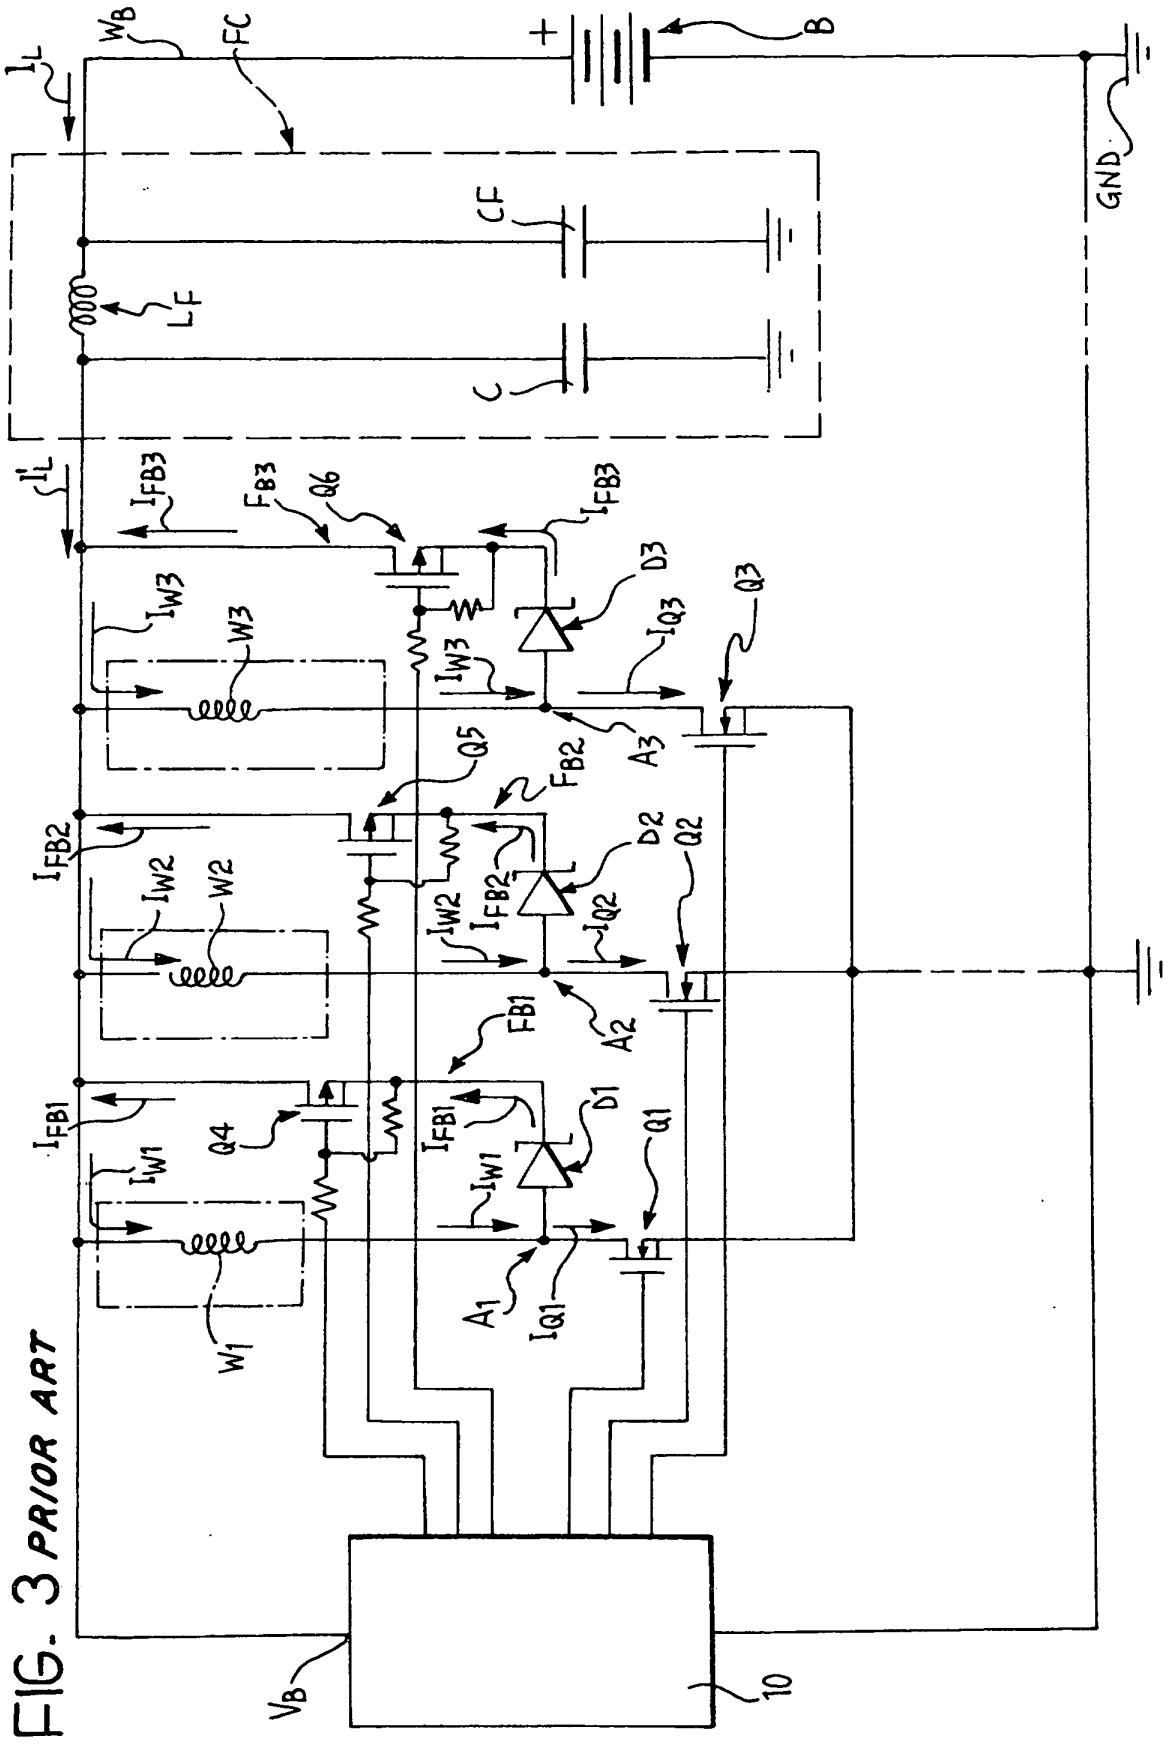 FIG. 3 PRIOR ART
I_L
W_B
FC
+
B
GND
CF
L_F
C
I'_L
I_FB3
F_B3
Q6
I_FB3
I_W3
W3
I_W3
D3
I_Q3
Q3
A3
Q5
F_B2
I_FB2
I_W2
W2
I_FB2
I_W2
D2
I_Q2
Q2
A2
FB1
I_FB1
Q4
I_FB1
I_W1
I_W1
D1
Q1
A1
I_Q1
W1
V_B
10